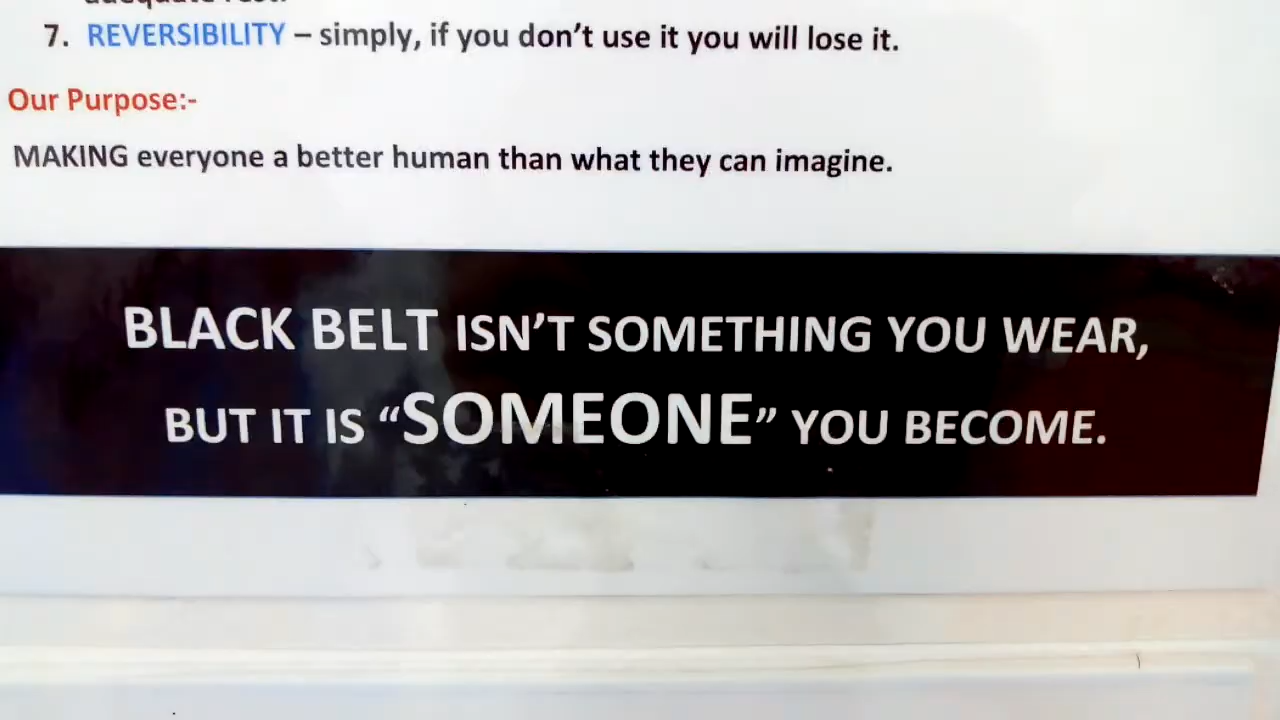 7. REVERSIBILITY – simply, if you don't use it you will lose it.
Our Purpose:-
MAKING everyone a better human than what they can imagine.
BLACK BELT ISN'T SOMETHING YOU WEAR,
BUT IT IS “SOMEONE” YOU BECOME.